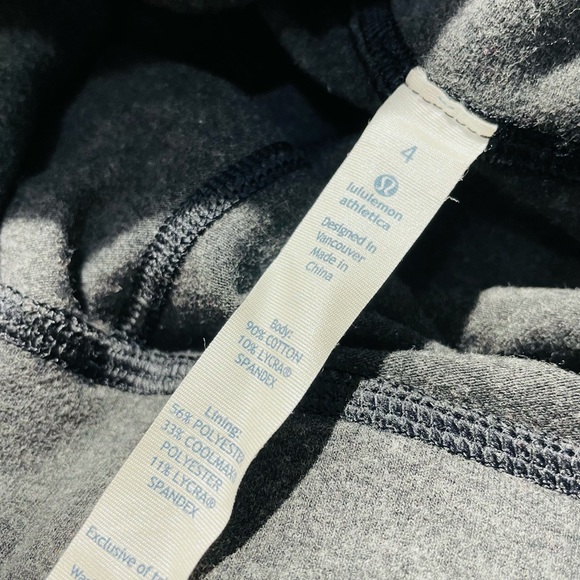 4
lululemon
athletica
Designed in
Vancouver
Made in
China
Body:
90% COTTON
10% LYCRA®
SPANDEX
Lining:
56% POLYESTER
33% COOLMAX
POLYESTER
11% LYCRA®
SPANDEX
Exclusive of